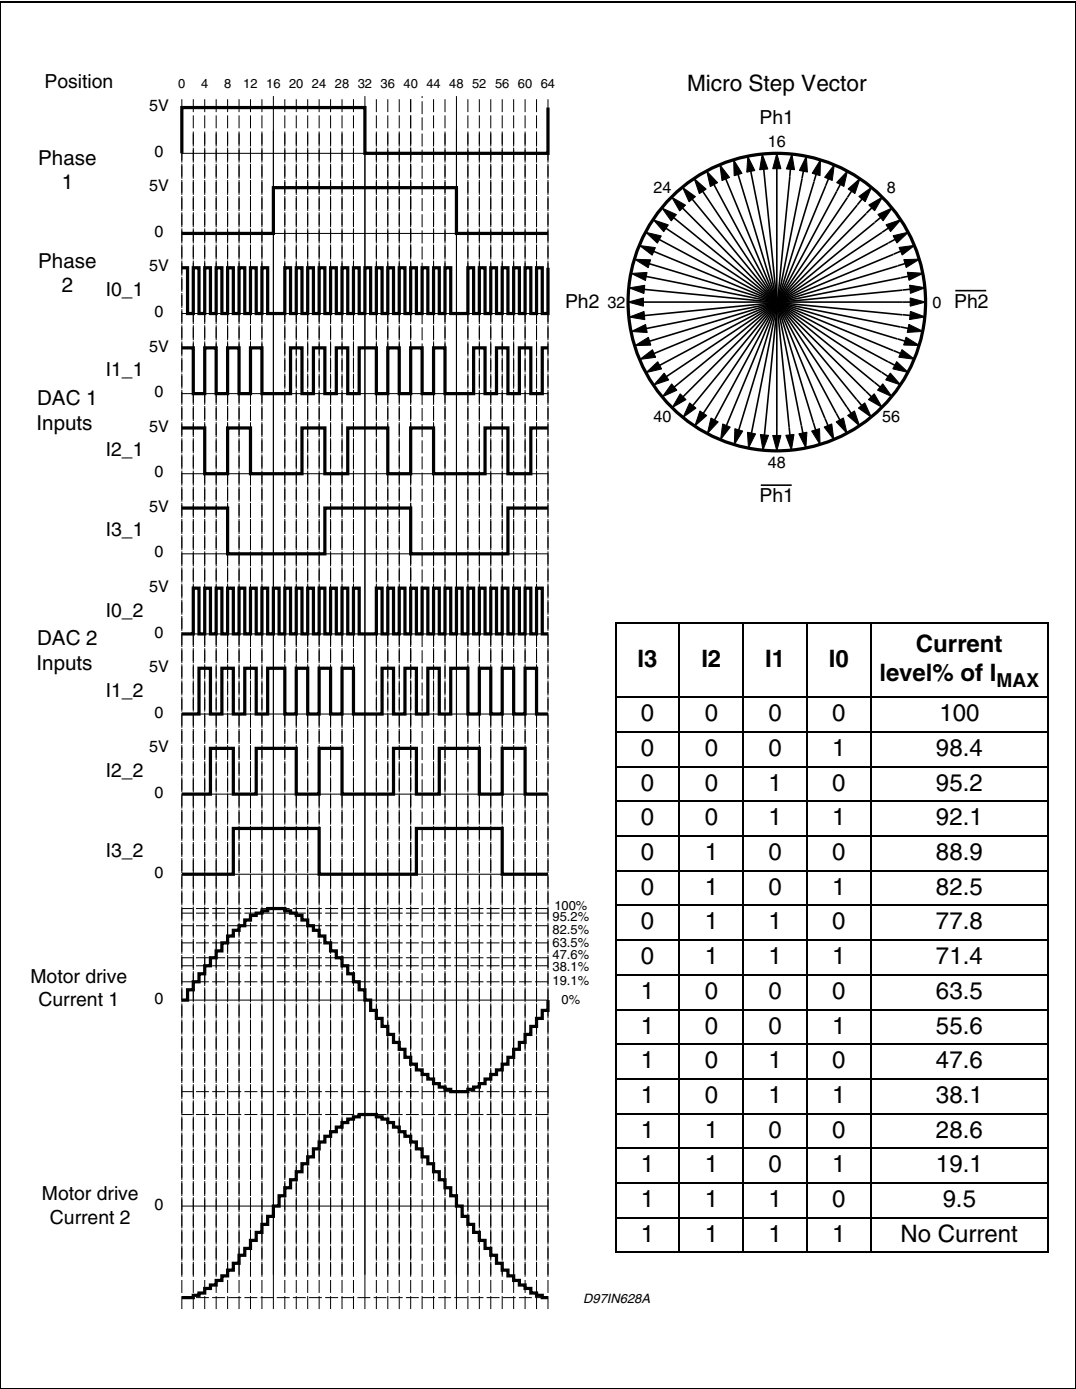 Position
0 4 8 12 16 20 24 28 32 36 40 44 48 52 56 60 64
5V
0
Phase
1
5V
0
Phase
2
I0_1
5V
0
I1_1
5V
0
DAC 1
Inputs
I2_1
5V
0
I3_1
5V
0
I0_2
5V
0
DAC 2
Inputs
I1_2
5V
0
I2_2
5V
0
I3_2
0
100%
95.2%
82.5%
63.5%
47.6%
38.1%
19.1%
0%
Motor drive
Current 1
0
Motor drive
Current 2
0
Micro Step Vector
Ph1
16
24
8
Ph2 32
0 Ph2
40
56
48
Ph1
I3 I2 I1 I0 Current level% of IMAX
0 0 0 0 100
0 0 0 1 98.4
0 0 1 0 95.2
0 0 1 1 92.1
0 1 0 0 88.9
0 1 0 1 82.5
0 1 1 0 77.8
0 1 1 1 71.4
1 0 0 0 63.5
1 0 0 1 55.6
1 0 1 0 47.6
1 0 1 1 38.1
1 1 0 0 28.6
1 1 0 1 19.1
1 1 1 0 9.5
1 1 1 1 No Current
D97IN628A